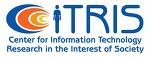 CiTRIS
Center for Information Technology
Research in the Interest of Society